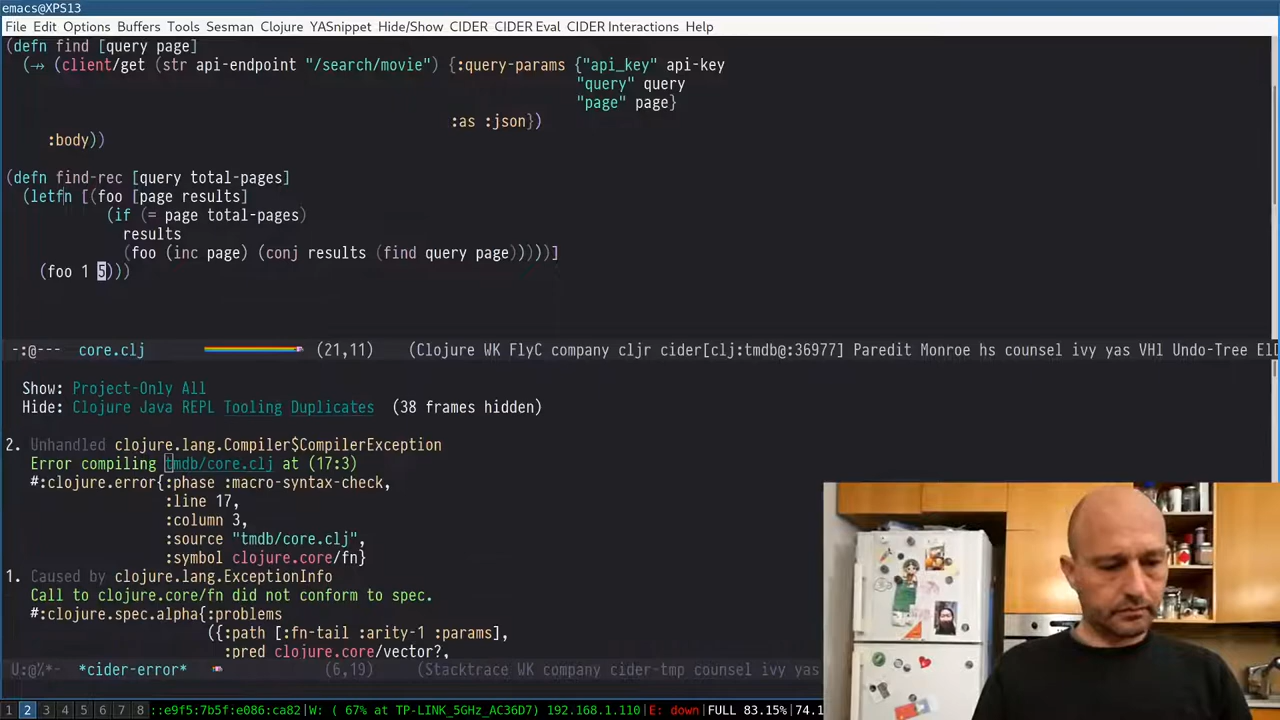 emacs@XPS13
File Edit Options Buffers Tools Sesman Clojure YASnippet Hide/Show CIDER CIDER Eval CIDER Interactions Help
(defn find [query page]
(→ (client/get (str api-endpoint "/search/movie") {:query-params {"api_key" api-key
"query" query
"page" page}
:as :json})
:body))
(defn find-rec [query total-pages]
(letfn [(foo [page results]
(if (= page total-pages)
results
(foo (inc page) (conj results (find query page)))))]
(foo 1 5)))
-:@--- core.clj (21,11) (Clojure WK FlyC company cljr cider[clj:tmdb@:36977] Paredit Monroe hs counsel ivy yas VHl Undo-Tree ElD
Show: Project-Only All
Hide: Clojure Java REPL Tooling Duplicates (38 frames hidden)
2. Unhandled clojure.lang.Compiler$CompilerException
Error compiling tmdb/core.clj at (17:3)
#:clojure.error{:phase :macro-syntax-check,
:line 17,
:column 3,
:source "tmdb/core.clj",
:symbol clojure.core/fn}
1. Caused by clojure.lang.ExceptionInfo
Call to clojure.core/fn did not conform to spec.
#:clojure.spec.alpha{:problems
({:path [:fn-tail :arity-1 :params],
:pred clojure.core/vector?,
U:@%*- *cider-error* (6,19) (Stacktrace WK company cider-tmp counsel ivy yas
1 2 3 4 5 6 7 8 ::e9f5:7b5f:e086:ca82|W: ( 67% at TP-LINK_5GHz_AC36D7) 192.168.1.110|E: down|FULL 83.15%|74.1